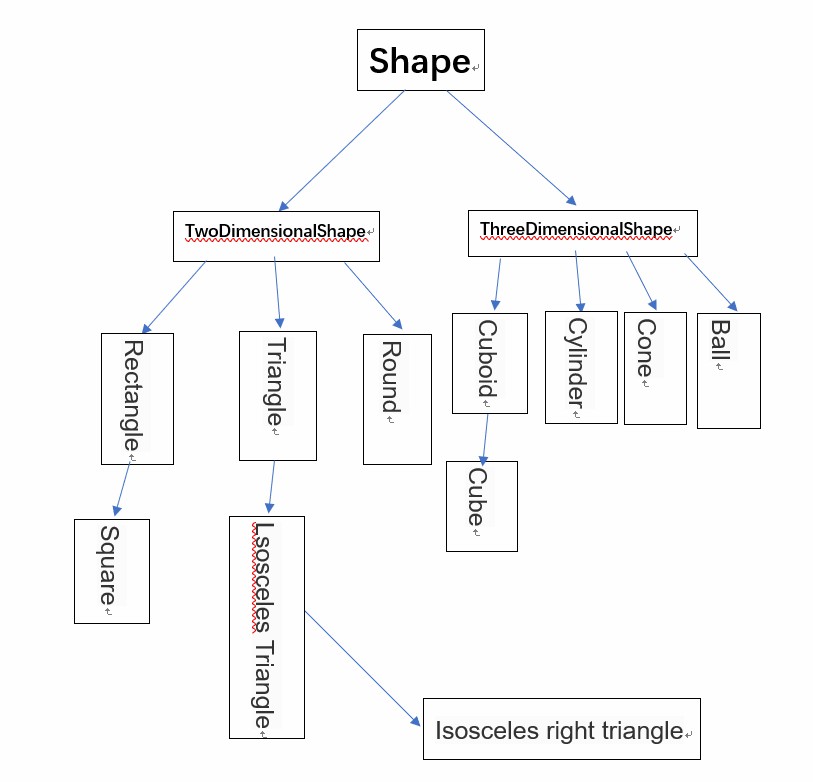 Shape
TwoDimensionalShape
ThreeDimensionalShape
Rectangle
Triangle
Round
Cuboid
Cylinder
Cone
Ball
Square
Lsosceles Triangle
Cube
Isosceles right triangle